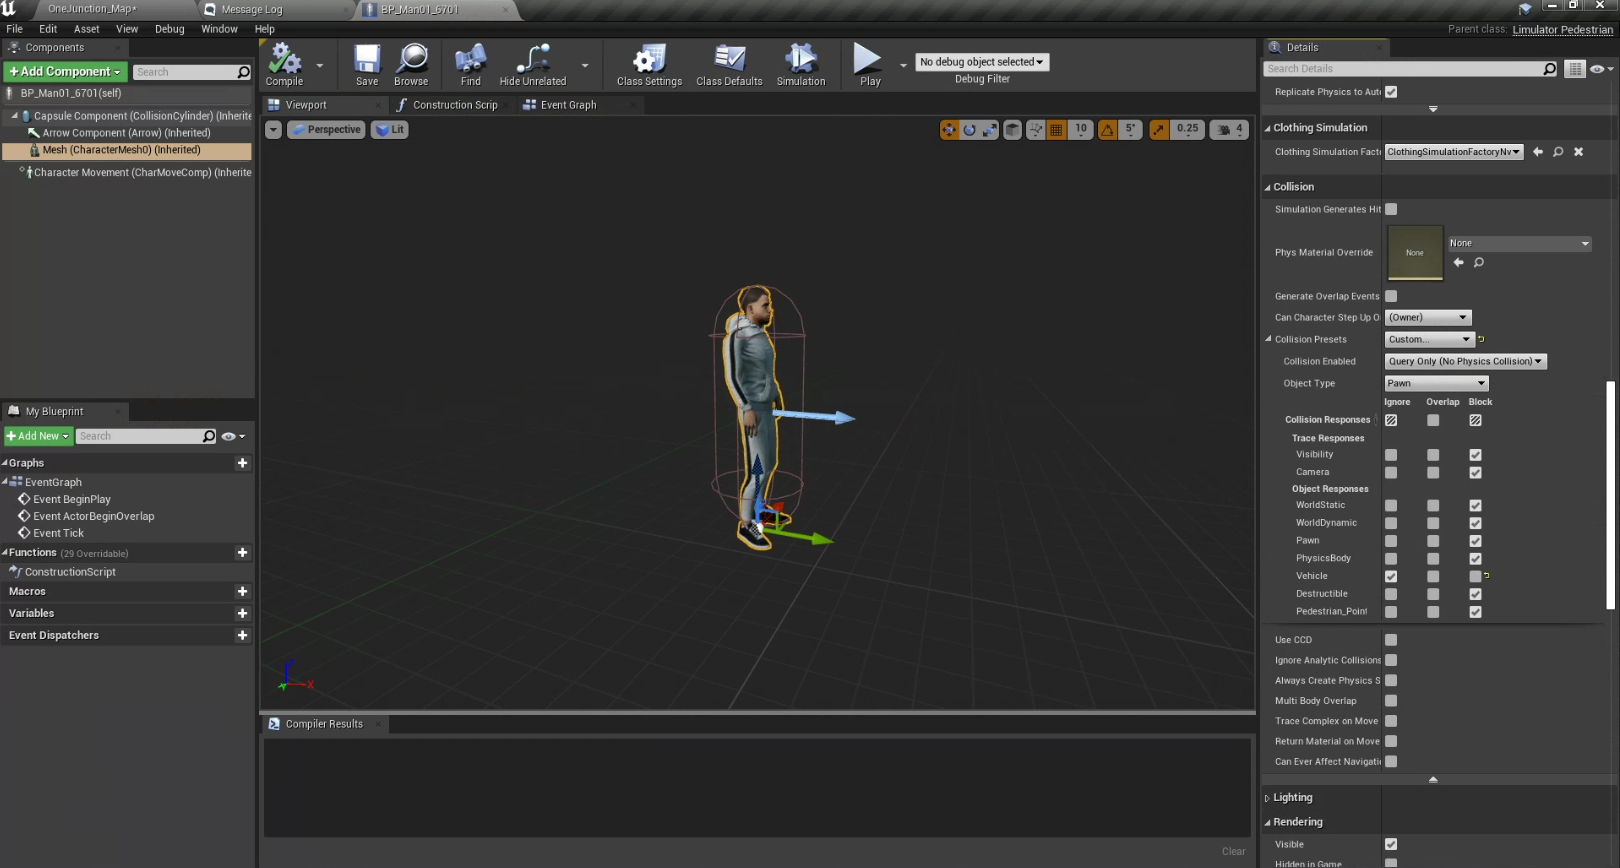 OneJunction_Map*
Message Log
BP_Man01_6701
File
Edit
Asset
View
Debug
Window
Help
Parent class: Limulator Pedestrian
Components
+Add Component
Search
BP_Man01_6701(self)
Capsule Component (CollisionCylinder) (Inherite
Arrow Component (Arrow) (Inherited)
Mesh (CharacterMesh0) (Inherited)
Character Movement (CharMoveComp) (Inherite
My Blueprint
+Add New
Search
Graphs
EventGraph
Event BeginPlay
Event ActorBeginOverlap
Event Tick
Functions (29 Overridable)
ConstructionScript
Macros
Variables
Event Dispatchers
Compile
Save
Browse
Find
Hide Unrelated
Class Settings
Class Defaults
Simulation
Play
No debug object selected
Debug Filter
Viewport
Construction Scrip
Event Graph
Perspective
Lit
10
5°
0.25
4
X
Compiler Results
Clear
Details
Search Details
Replicate Physics to Auto
Clothing Simulation
Clothing Simulation Facto
ClothingSimulationFactoryNv
Collision
Simulation Generates Hit
Phys Material Override
None
None
Generate Overlap Events
Can Character Step Up O
(Owner)
Collision Presets
Custom...
Collision Enabled
Query Only (No Physics Collision)
Object Type
Pawn
Ignore
Overlap
Block
Collision Responses
Trace Responses
Visibility
Camera
Object Responses
WorldStatic
WorldDynamic
Pawn
PhysicsBody
Vehicle
Destructible
Pedestrian_Point
Use CCD
Ignore Analytic Collisions
Always Create Physics S
Multi Body Overlap
Trace Complex on Move
Return Material on Move
Can Ever Affect Navigati
Lighting
Rendering
Visible
Hidden in Game